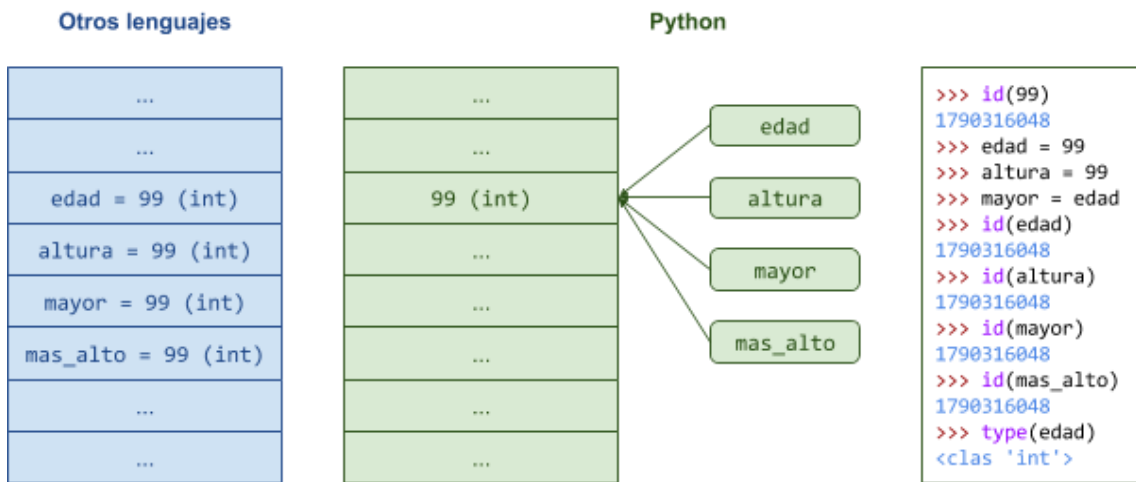 Otros lenguajes
...
...
edad = 99 (int)
altura = 99 (int)
mayor = 99 (int)
mas_alto = 99 (int)
...
...
Python
...
...
99 (int)
...
...
...
...
...
edad
altura
mayor
mas_alto
>>> id(99)
1790316048
>>> edad = 99
>>> altura = 99
>>> mayor = edad
>>> id(edad)
1790316048
>>> id(altura)
1790316048
>>> id(mayor)
1790316048
>>> id(mas_alto)
1790316048
>>> type(edad)
<clas 'int'>